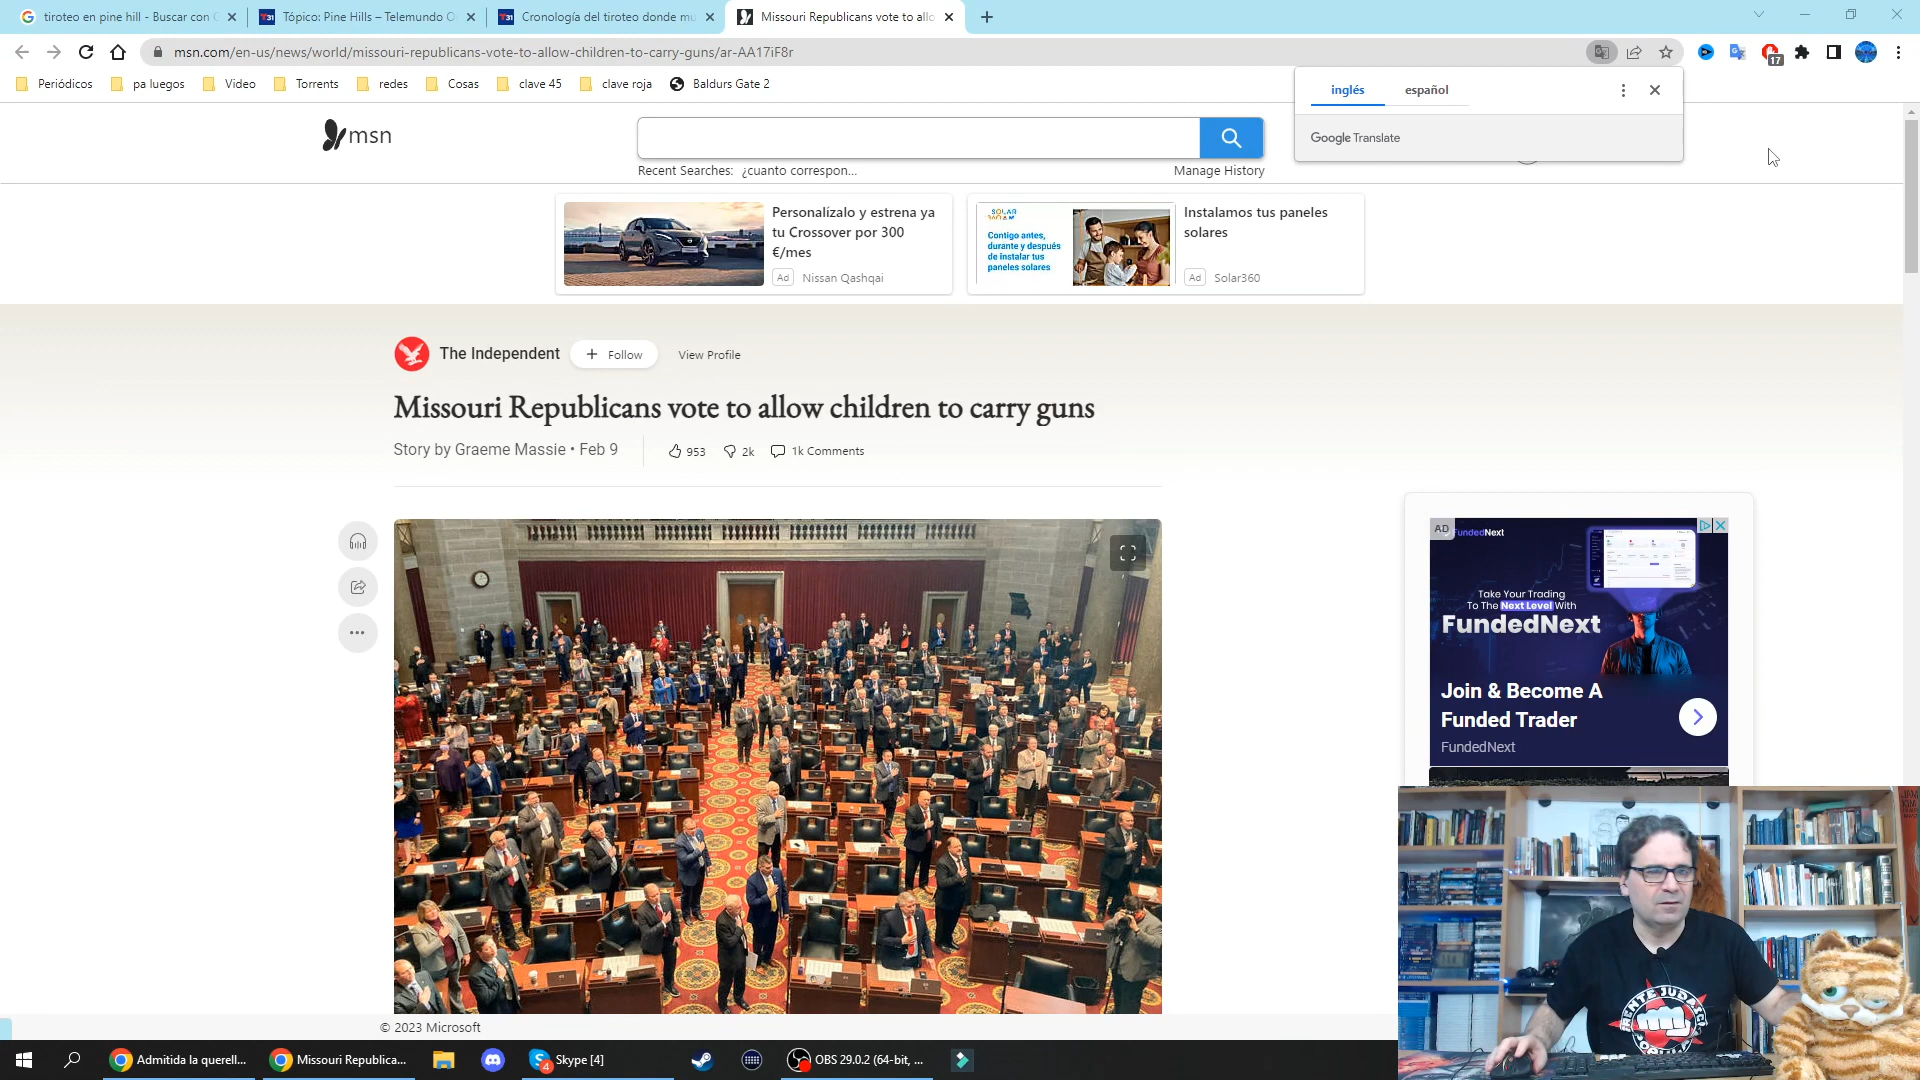 tiroteo en pine hill - Buscar con G
Tópico: Pine Hills – Telemundo O
Cronología del tiroteo donde mu
Missouri Republicans vote to allo
msn.com/en-us/news/world/missouri-republicans-vote-to-allow-children-to-carry-guns/ar-AA17iF8r
17
Periódicos
pa luegos
Video
Torrents
redes
Cosas
clave 45
clave roja
Baldurs Gate 2
inglés
español
Google Translate
msn
Recent Searches: ¿cuanto correspon...
Manage History
Personalízalo y estrena ya
tu Crossover por 300
€/mes
Ad Nissan Qashqai
SOLAR
Contigo antes,
durante y después
de instalar tus
paneles solares
Instalamos tus paneles
solares
Ad Solar360
The Independent
Follow
View Profile
Missouri Republicans vote to allow children to carry guns
Story by Graeme Massie • Feb 9
953
2k
1k Comments
AD
FundedNext
Take Your Trading
To The Next Level With
FundedNext
Join & Become A
Funded Trader
FundedNext
FRENTE JUDAICO
© 2023 Microsoft
Admitida la querell...
Missouri Republica...
4
Skype [4]
OBS 29.0.2 (64-bit, ...